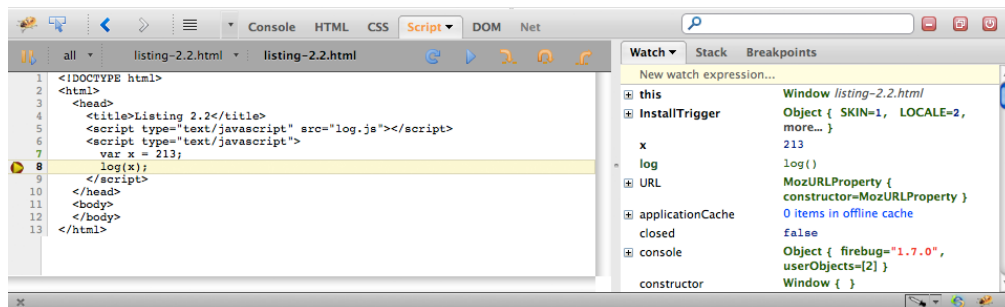 Console HTML CSS Script DOM Net
all listing-2.2.html listing-2.2.html
1 <!DOCTYPE html>
2 <html>
3 <head>
4 <title>Listing 2.2</title>
5 <script type="text/javascript" src="log.js"></script>
6 <script type="text/javascript">
7 var x = 213;
8 log(x);
9 </script>
10 </head>
11 <body>
12 </body>
13 </html>
Watch Stack Breakpoints
New watch expression...
this Window listing-2.2.html
InstallTrigger Object { SKIN=1, LOCALE=2,
more... }
x 213
log log()
URL MozURLProperty {
constructor=MozURLProperty }
applicationCache 0 items in offline cache
closed false
console Object { firebug="1.7.0",
userObjects=[2] }
constructor Window { }